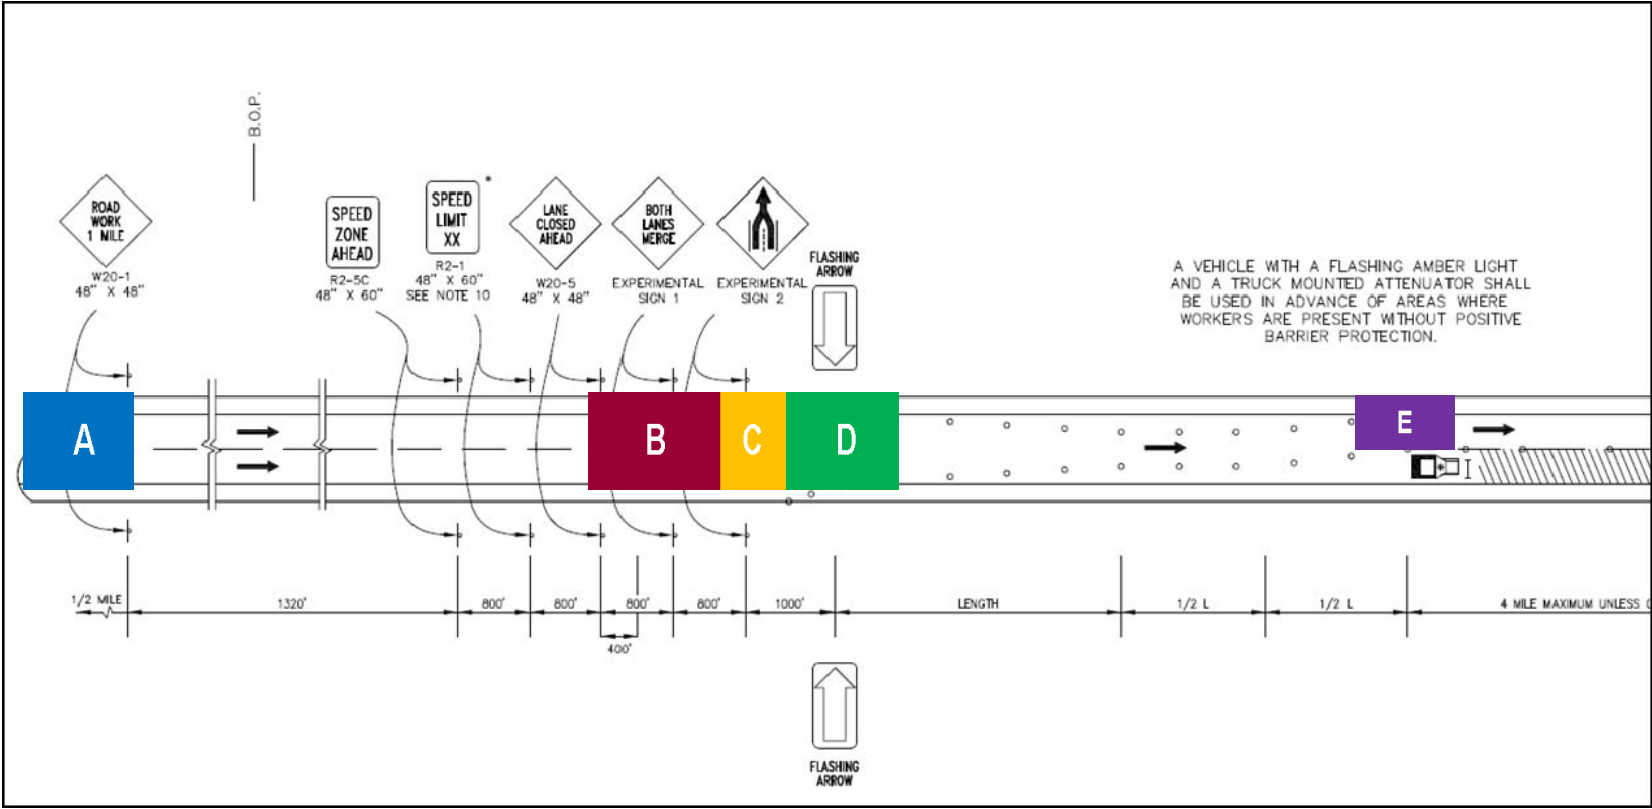 B.O.P.
ROAD
WORK
1 MILE
W20-1
48" X 48"
SPEED
ZONE
AHEAD
R2-5C
48" X 60"
SPEED
LIMIT
XX
*
R2-1
48" X 60"
SEE NOTE 10
LANE
CLOSED
AHEAD
W20-5
48" X 48"
BOTH
LANES
MERGE
EXPERIMENTAL
SIGN 1
EXPERIMENTAL
SIGN 2
FLASHING
ARROW
A VEHICLE WITH A FLASHING AMBER LIGHT
AND A TRUCK MOUNTED ATTENUATOR SHALL
BE USED IN ADVANCE OF AREAS WHERE
WORKERS ARE PRESENT WITHOUT POSITIVE
BARRIER PROTECTION.
A
B
C
D
E
1/2 MILE
1320'
800'
800'
800'
800'
1000'
LENGTH
1/2 L
1/2 L
4 MILE MAXIMUM UNLESS
400'
FLASHING
ARROW